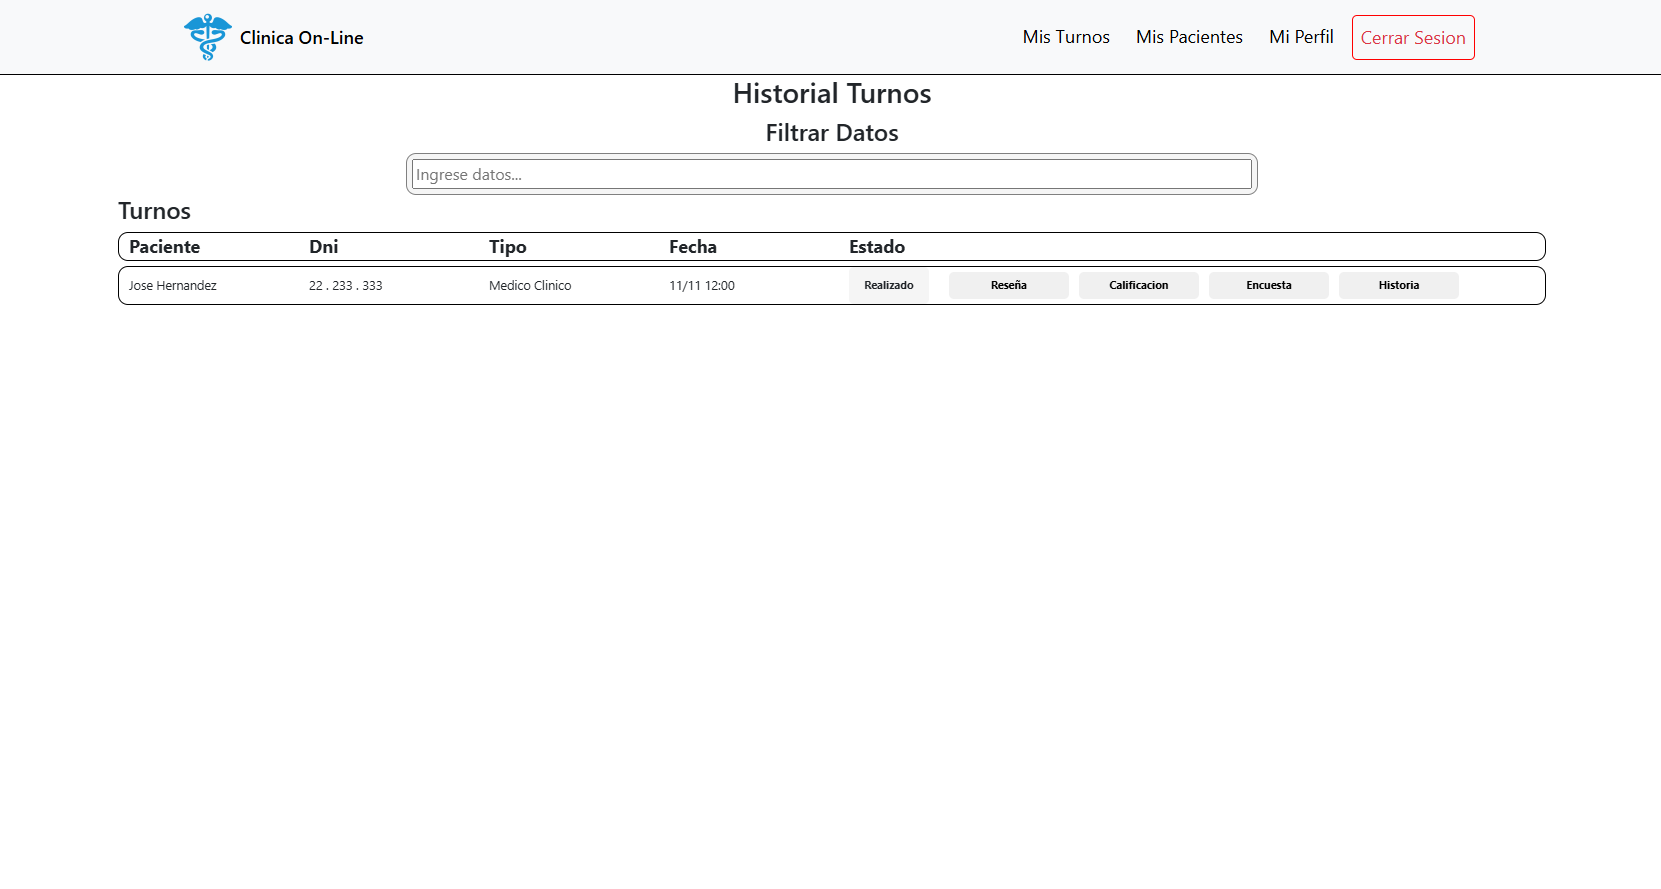 Clinica On-Line Mis Turnos Mis Pacientes Mi Perfil Cerrar Sesion
Historial Turnos
Filtrar Datos
Ingrese datos...
Turnos
Paciente Dni Tipo Fecha Estado
Jose Hernandez 22 . 233 . 333 Medico Clinico 11/11 12:00 Realizado Reseña Calificacion Encuesta Historia